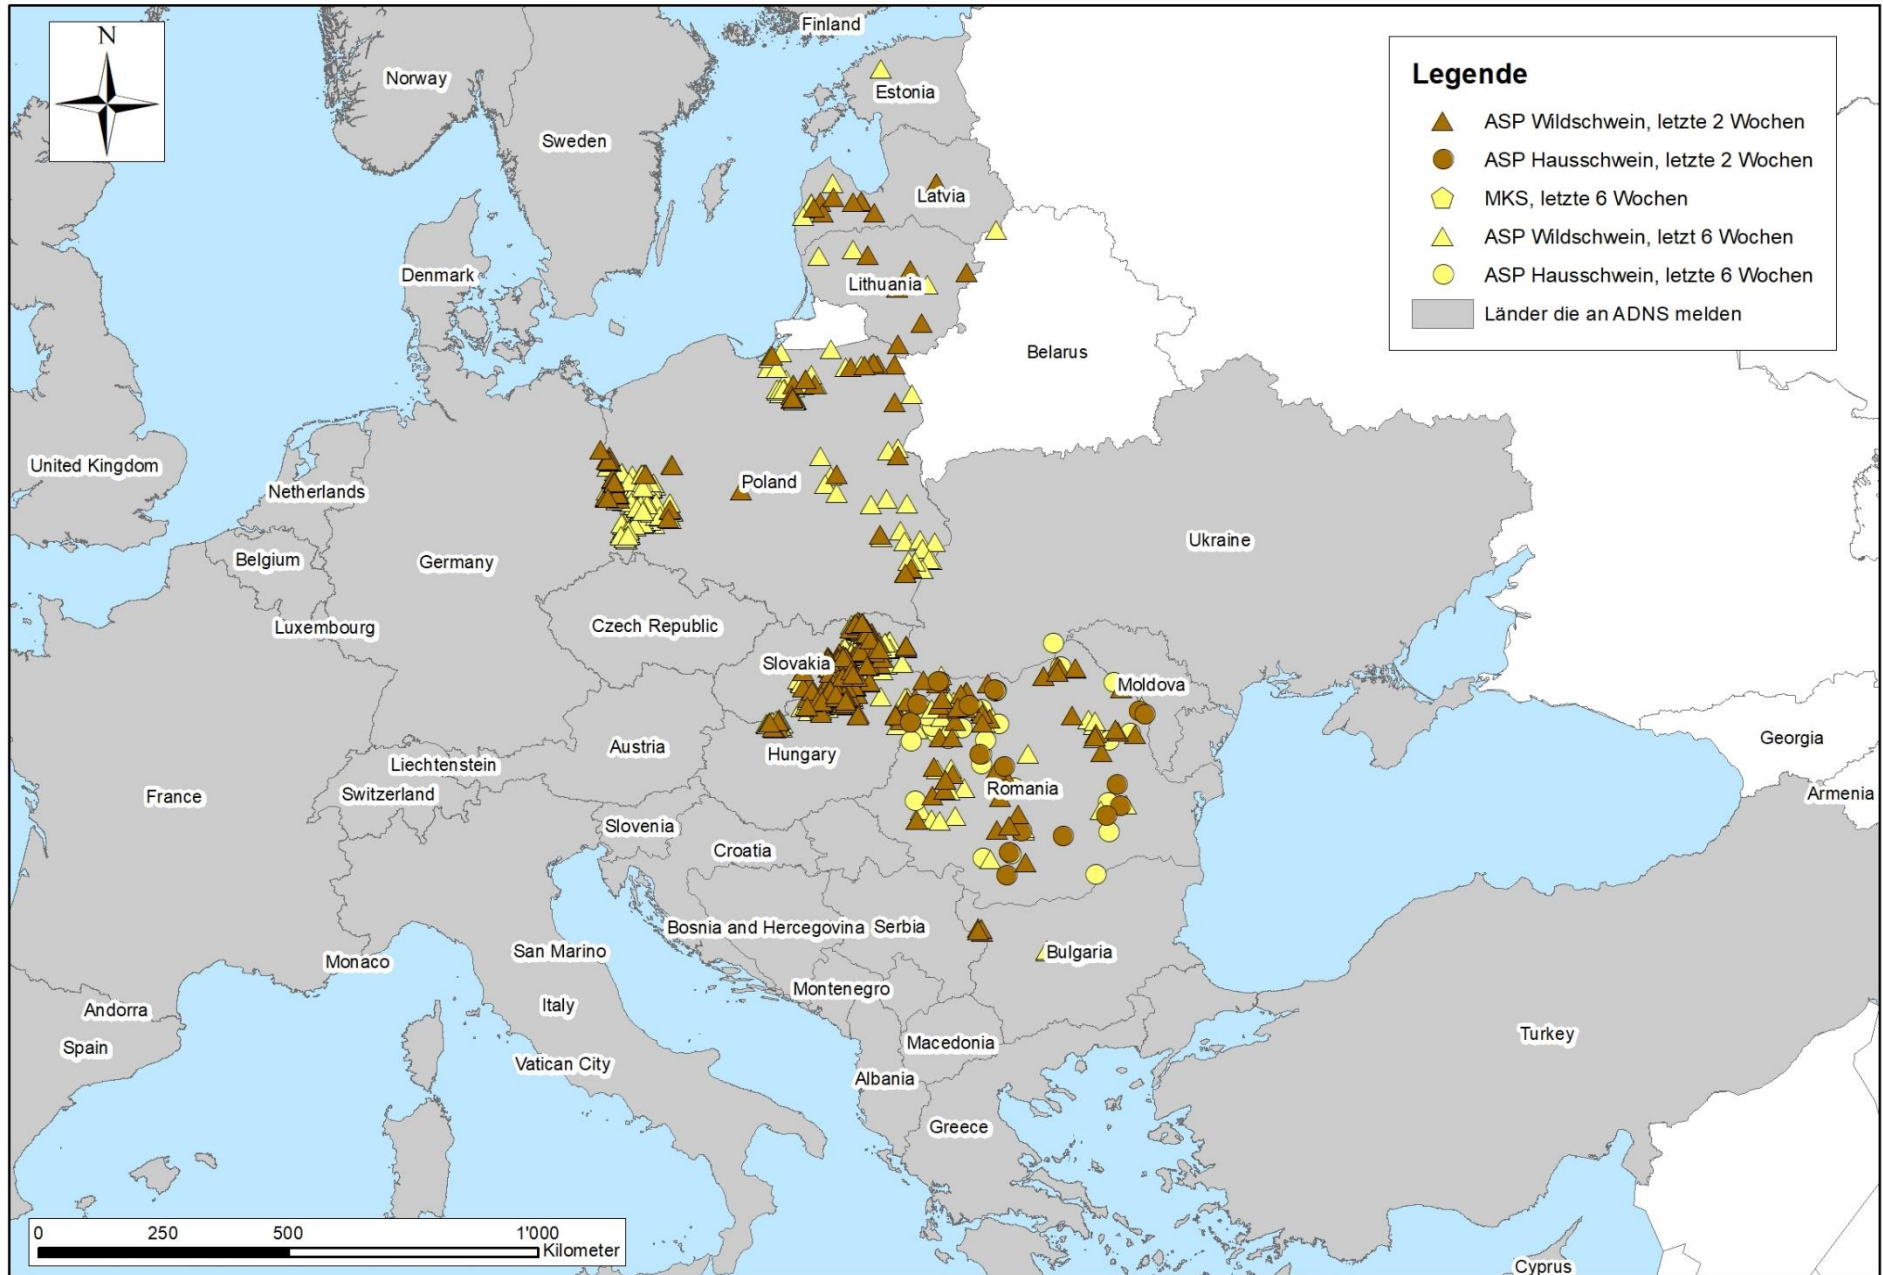 N
Legende
ASP Wildschwein, letzte 2 Wochen
ASP Hausschwein, letzte 2 Wochen
MKS, letzte 6 Wochen
ASP Wildschwein, letzt 6 Wochen
ASP Hausschwein, letzte 6 Wochen
Länder die an ADNS melden
Finland
Norway
Estonia
Sweden
Latvia
Denmark
Lithuania
Belarus
United Kingdom
Netherlands
Poland
Ukraine
Belgium
Germany
Luxembourg
Czech Republic
Slovakia
Moldova
Georgia
Austria
Hungary
Liechtenstein
Switzerland
France
Romania
Armenia
Slovenia
Croatia
Bosnia and Hercegovina
Serbia
San Marino
Bulgaria
Monaco
Montenegro
Andorra
Italy
Turkey
Spain
Macedonia
Vatican City
Albania
Greece
0 250 500 1'000
Kilometer
Cyprus